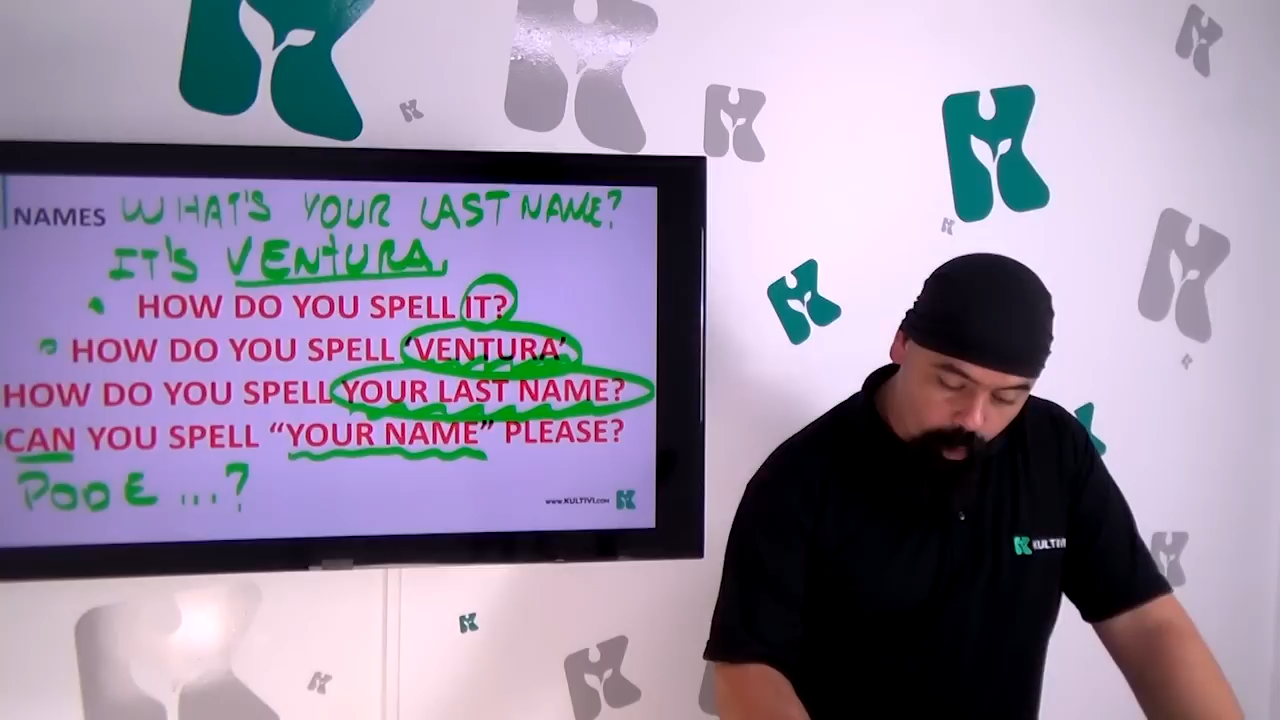 NAMES WHAT'S YOUR LAST NAME?
IT'S VENTURA
HOW DO YOU SPELL IT?
HOW DO YOU SPELL 'VENTURA'
HOW DO YOU SPELL YOUR LAST NAME?
CAN YOU SPELL “YOUR NAME” PLEASE?
PODE ...?
www.KULTIVI.com
KULTIVI